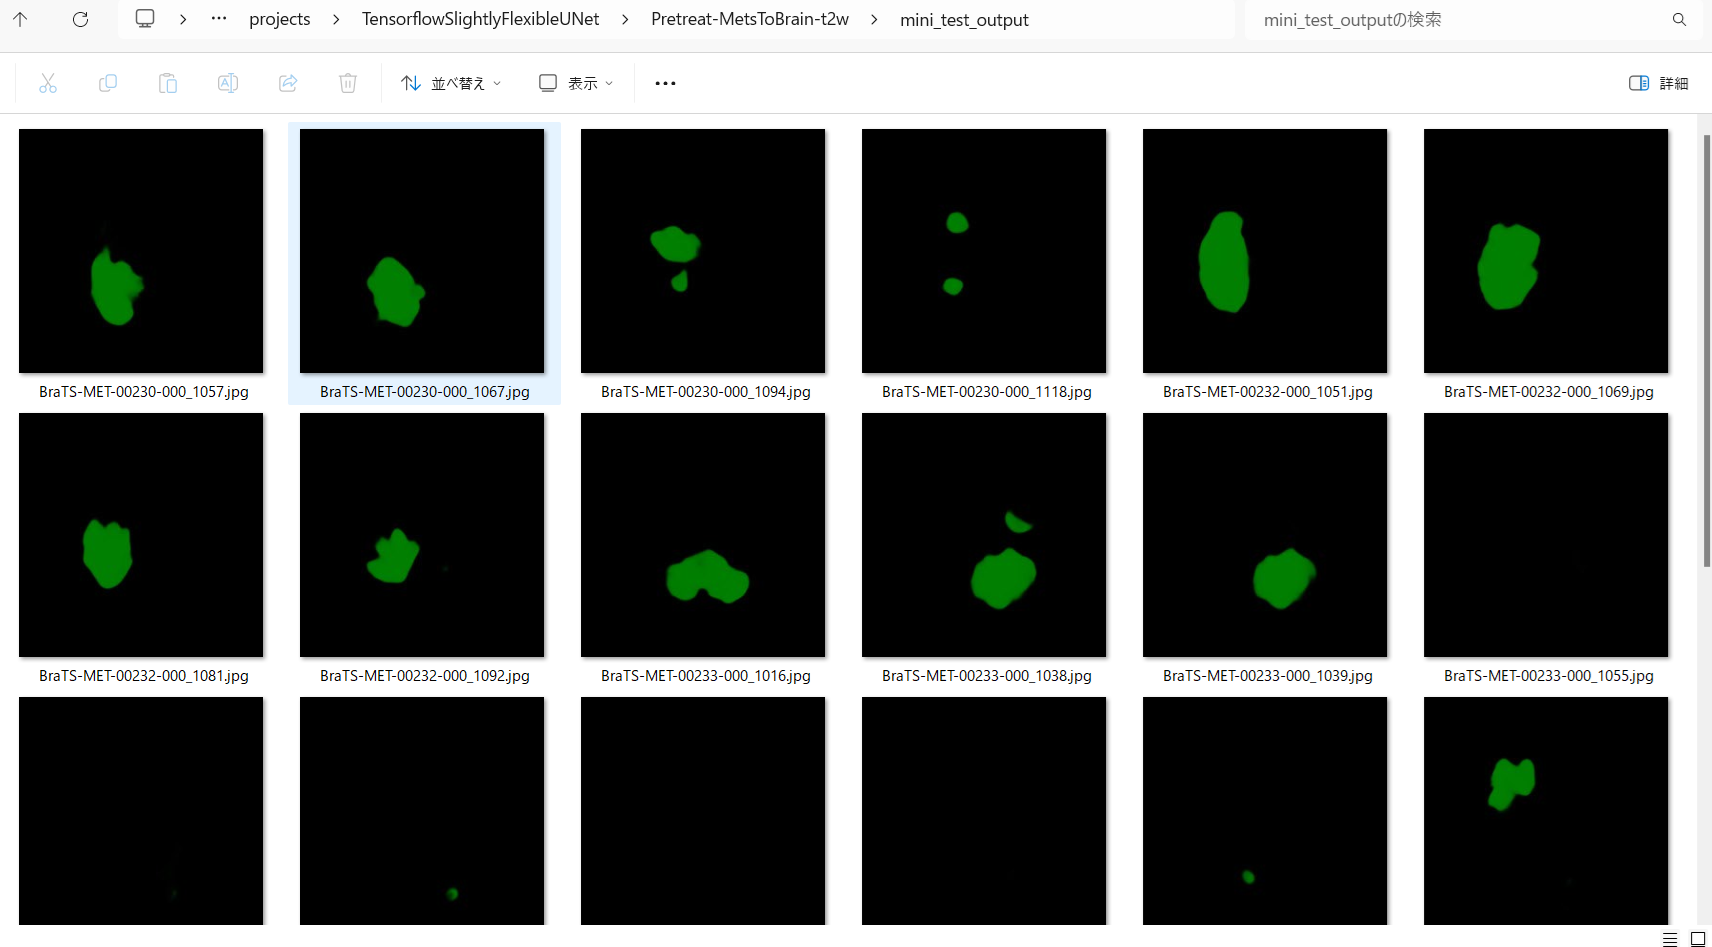 … projects TensorflowSlightlyFlexibleUNet Pretreat-MetsToBrain-t2w mini_test_output mini_test_outputの検索
並べ替え 表示 ••• 詳細
BraTS-MET-00230-000_1057.jpg BraTS-MET-00230-000_1067.jpg BraTS-MET-00230-000_1094.jpg BraTS-MET-00230-000_1118.jpg BraTS-MET-00232-000_1051.jpg BraTS-MET-00232-000_1069.jpg
BraTS-MET-00232-000_1081.jpg BraTS-MET-00232-000_1092.jpg BraTS-MET-00233-000_1016.jpg BraTS-MET-00233-000_1038.jpg BraTS-MET-00233-000_1039.jpg BraTS-MET-00233-000_1055.jpg